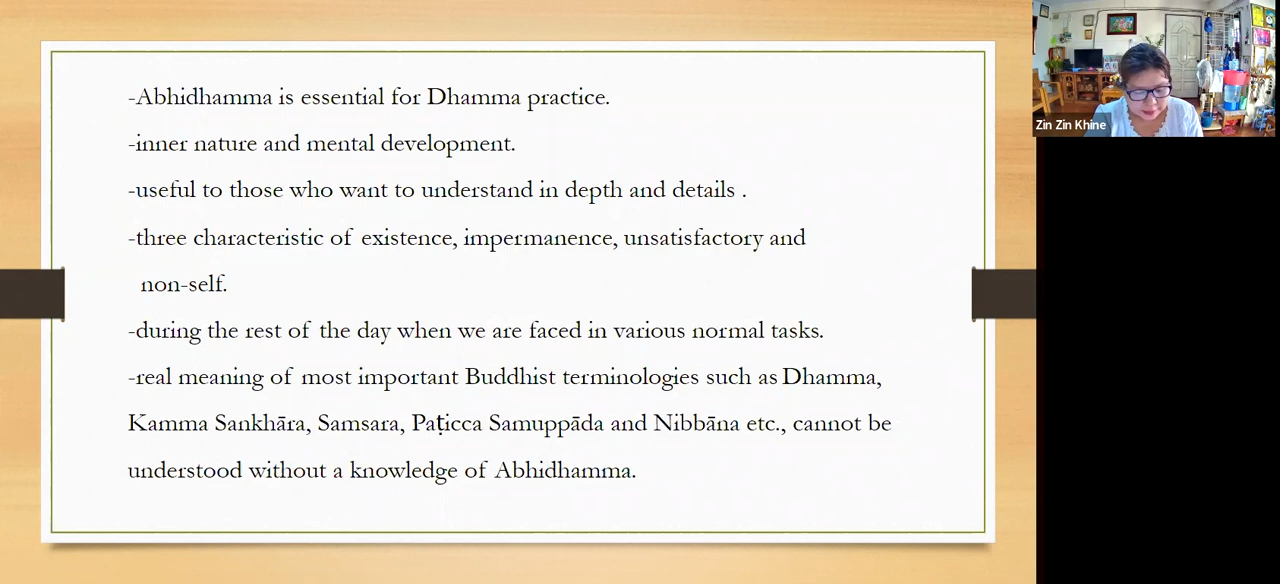 -Abhidhamma is essential for Dhamma practice.
-inner nature and mental development.
-useful to those who want to understand in depth and details .
-three characteristic of existence, impermanence, unsatisfactory and
non-self.
-during the rest of the day when we are faced in various normal tasks.
-real meaning of most important Buddhist terminologies such as Dhamma,
Kamma Sankhāra, Samsara, Paṭicca Samuppāda and Nibbāna etc., cannot be
understood without a knowledge of Abhidhamma.
Zin Zin Khine